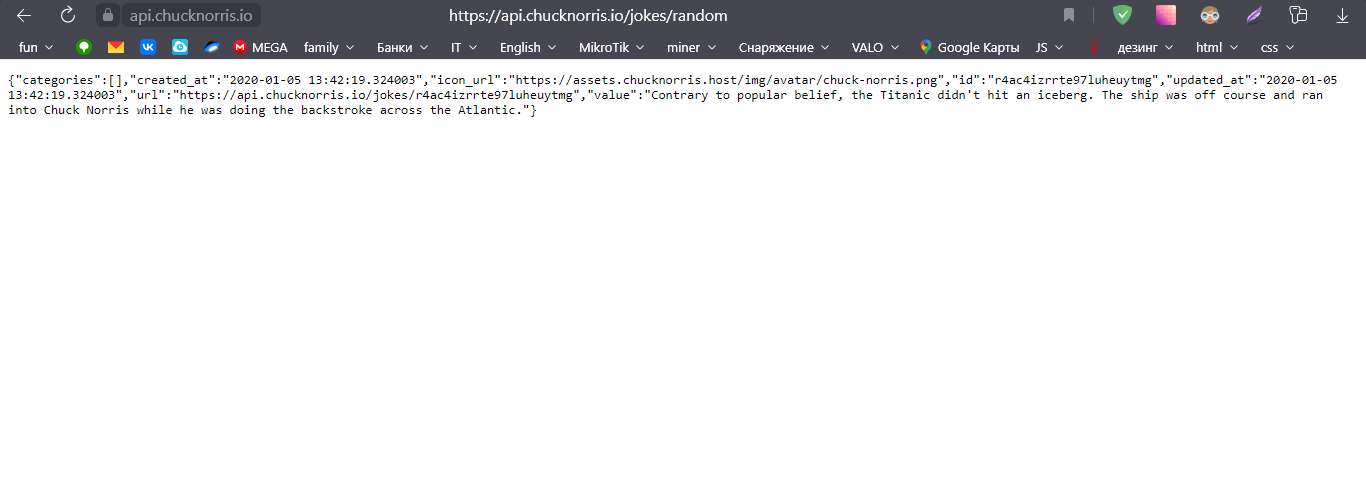 api.chucknorris.io https://api.chucknorris.io/jokes/random
fun MEGA family Банки IT English MikroTik miner Снаряжение VALO Google Карты JS дезинг html css
{"categories":[],"created_at":"2020-01-05 13:42:19.324003","icon_url":"https://assets.chucknorris.host/img/avatar/chuck-norris.png","id":"r4ac4izrrte97luheuytmg","updated_at":"2020-01-05
13:42:19.324003","url":"https://api.chucknorris.io/jokes/r4ac4izrrte97luheuytmg","value":"Contrary to popular belief, the Titanic didn't hit an iceberg. The ship was off course and ran
into Chuck Norris while he was doing the backstroke across the Atlantic."}